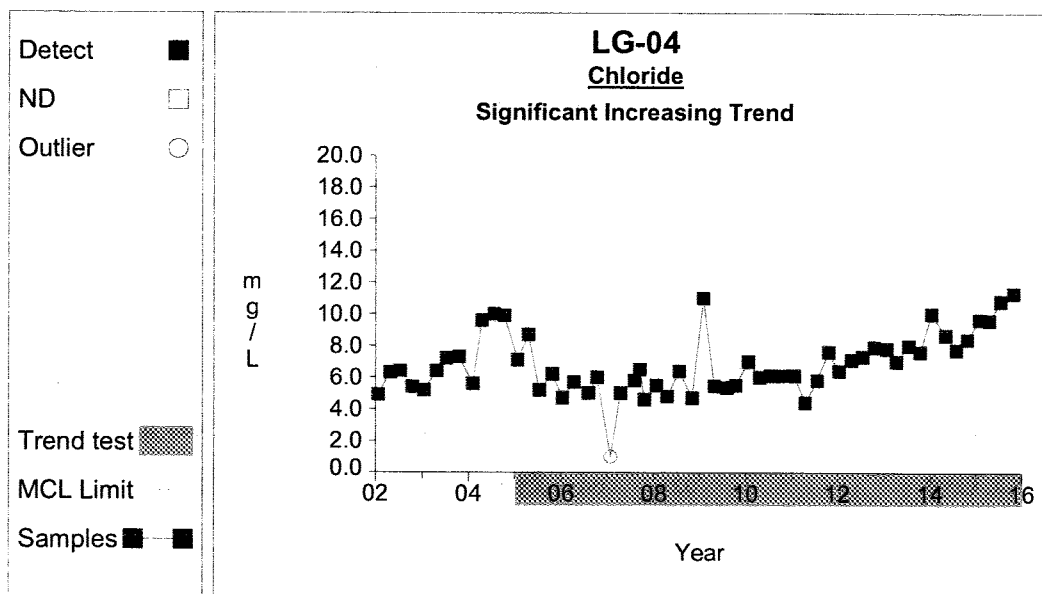 Detect
ND
Outlier
Trend test
MCL Limit
Samples
LG-04
Chloride
Significant Increasing Trend
20.0
18.0
16.0
14.0
12.0
10.0
8.0
6.0
4.0
2.0
0.0
mg/L
02 04 06 08 10 12 14 16
Year